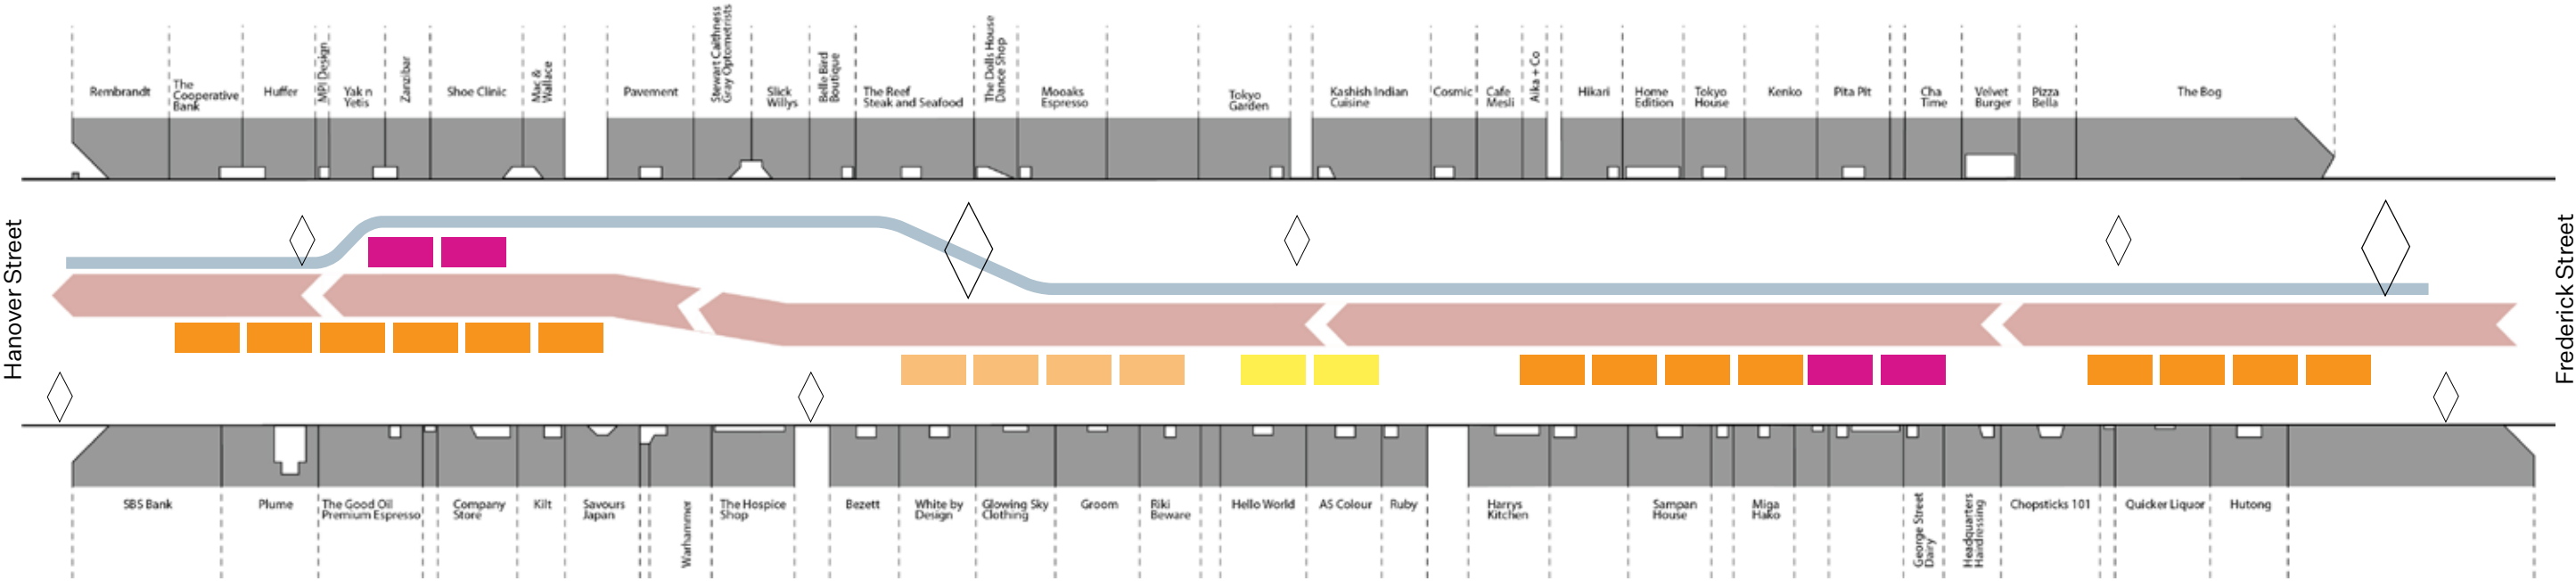 Rembrandt
The
Cooperative
Bank
Huffer
MPI Design
Yak n
Yetis
Zanzibar
Shoe Clinic
Mac &
Wallace
Pavement
Stewart Caithness
Gray Optometrists
Slick
Willys
Belle Bird
Boutique
The Reef
Steak and Seafood
The Dolls House
Dance Shop
Mooaks
Espresso
Tokyo
Garden
Kashish Indian
Cuisine
Cosmic
Cafe
Mesli
Aika + Co
Hikari
Home
Edition
Tokyo
House
Kenko
Pita Pit
Cha
Time
Velvet
Burger
Pizza
Bella
The Bog
Hanover Street
Frederick Street
SBS Bank
Plume
The Good Oil
Premium Espresso
Company
Store
Kilt
Savours
Japan
Warhammer
The Hospice
Shop
Bezett
White by
Design
Glowing Sky
Clothing
Groom
Riki
Beware
Hello World
AS Colour
Ruby
Harrys
Kitchen
Sampan
House
Miga
Hako
George Street
Dairy
Headquarters
Hairdressing
Chopsticks 101
Quicker Liquor
Hutong